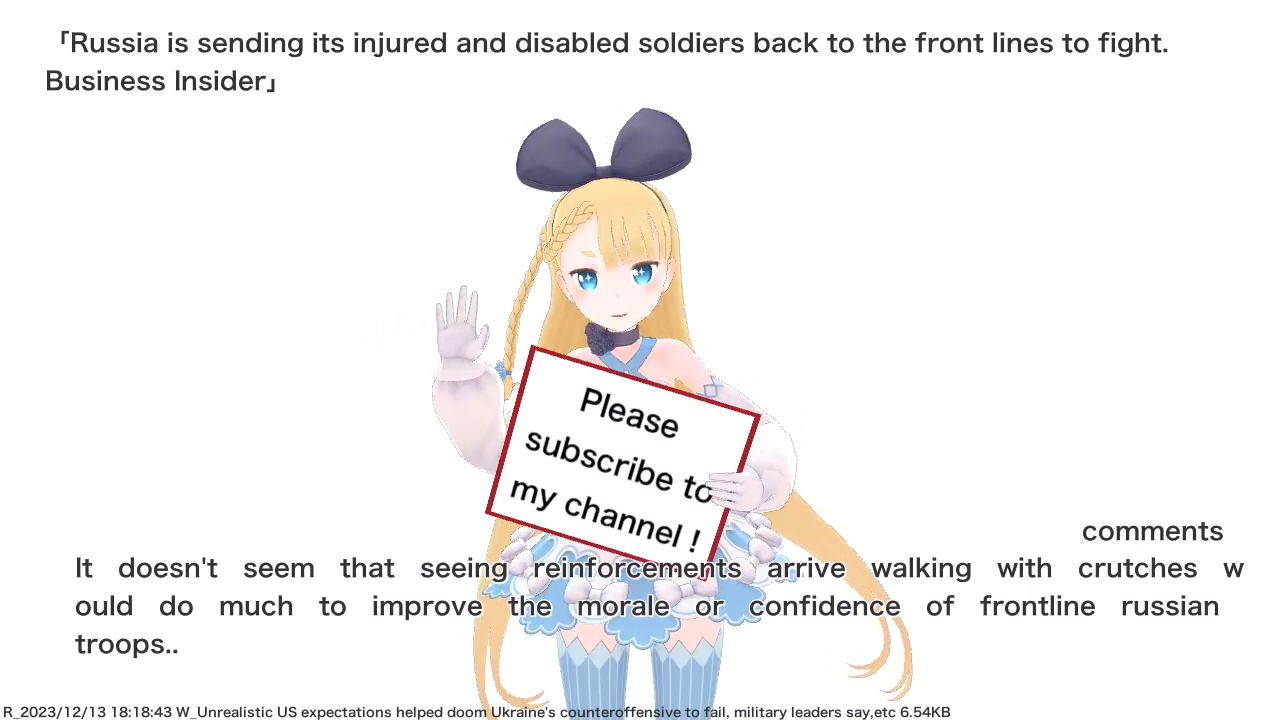 「Russia is sending its injured and disabled soldiers back to the front lines to fight.
Business Insider」
Please
subscribe to
my channel !
comments
It doesn't seem that seeing reinforcements arrive walking with crutches w
ould do much to improve the morale or confidence of frontline russian
troops..
R_2023/12/13 18:18:43 W_Unrealistic US expectations helped doom Ukraine's counteroffensive to fail, military leaders say,etc 6.54KB